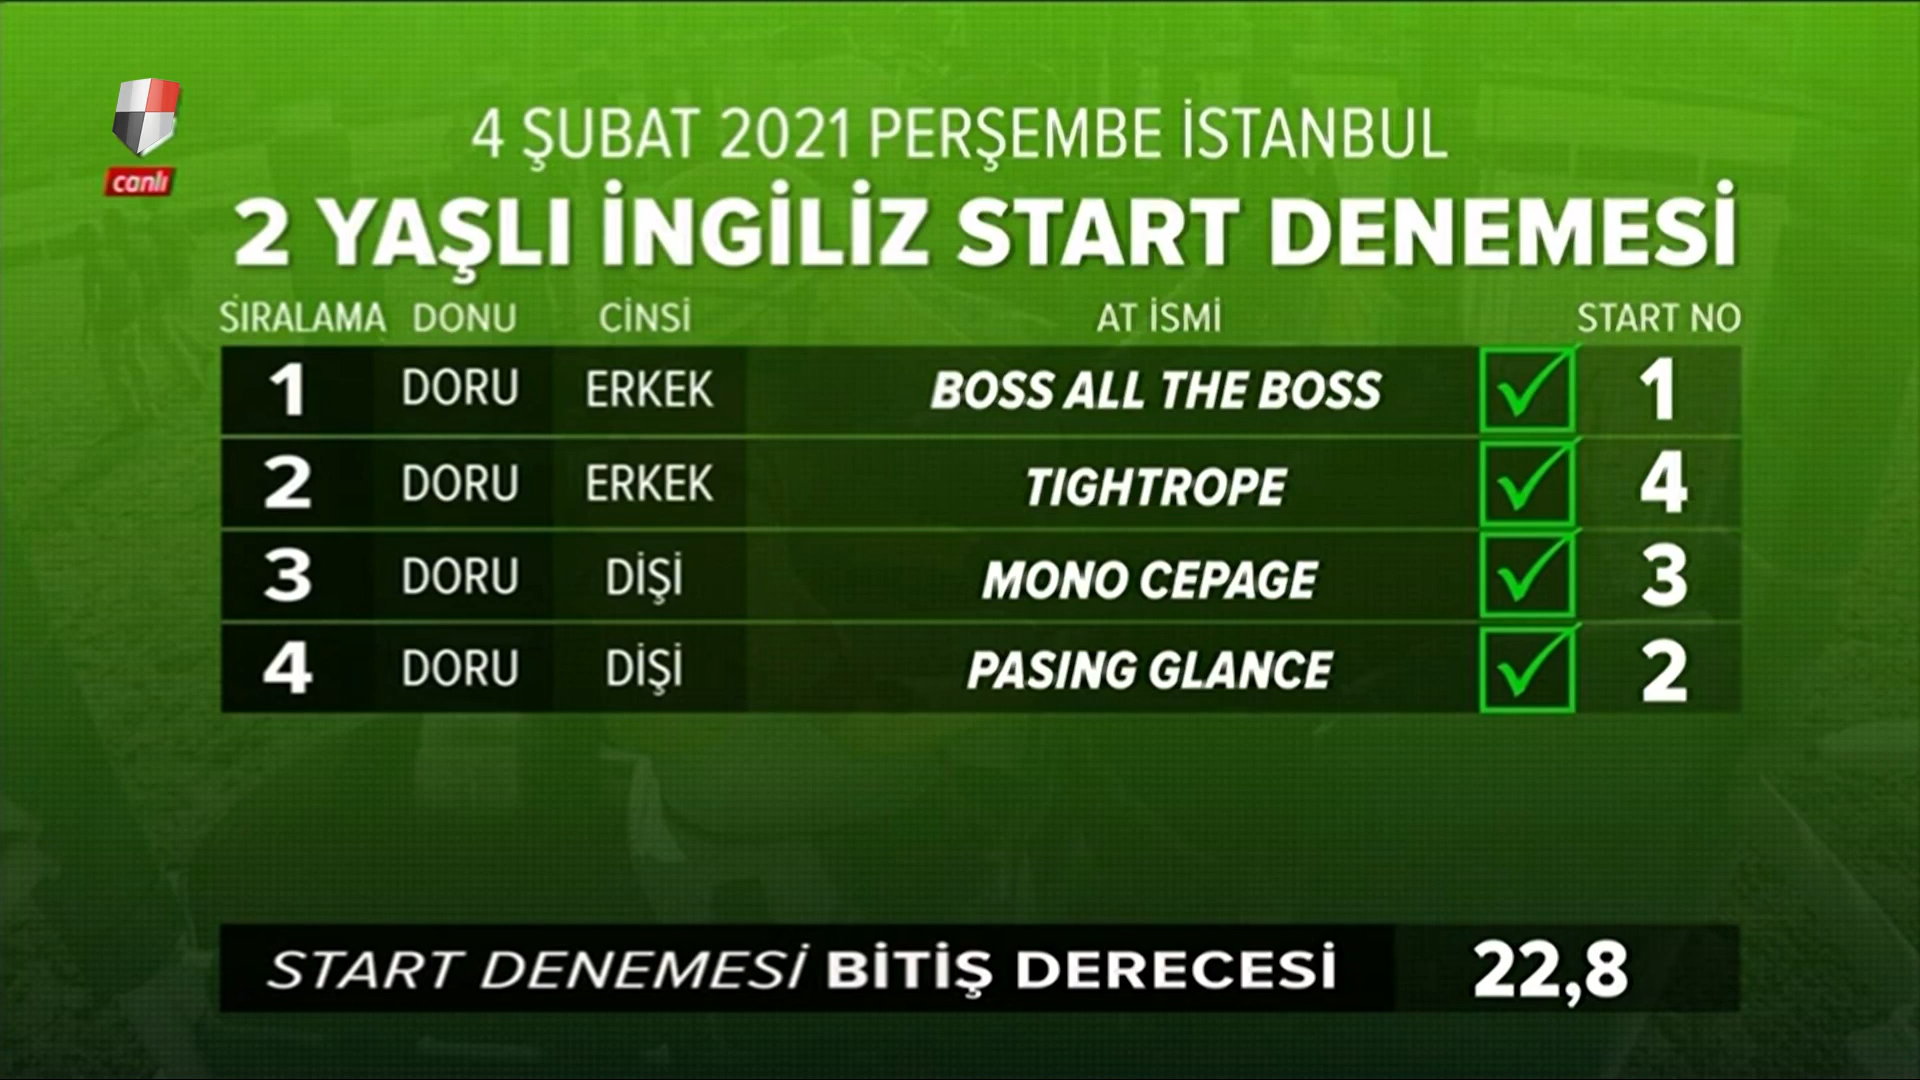 canlı
4 ŞUBAT 2021 PERŞEMBE İSTANBUL
2 YAŞLI İNGİLİZ START DENEMESİ
SIRALAMA DONU CİNSİ AT İSMİ START NO
1 DORU ERKEK BOSS ALL THE BOSS 1
2 DORU ERKEK TIGHTROPE 4
3 DORU DİŞİ MONO CEPAGE 3
4 DORU DİŞİ PASING GLANCE 2
START DENEMESİ BİTİŞ DERECESİ 22,8